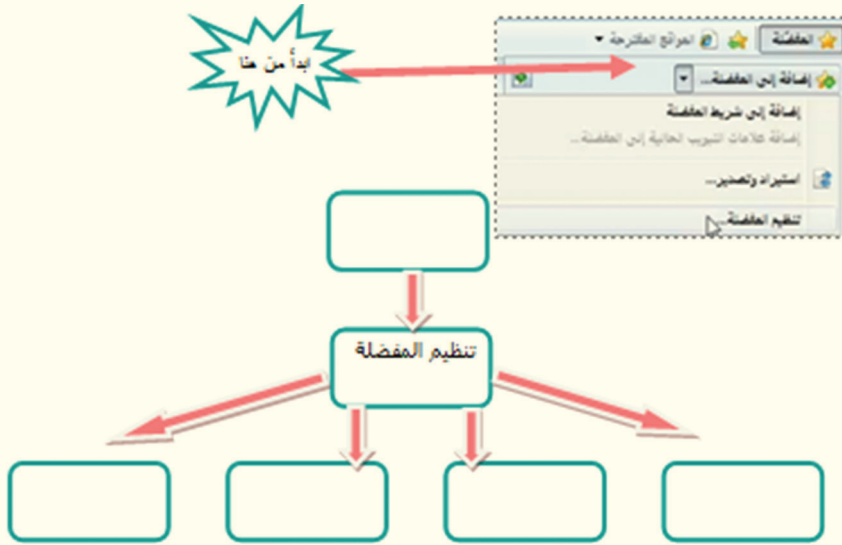 ابدأ من هنا
المفضلة
المواقع المقترحة
إضافة إلى المفضلة...
إضافة إلى شريط المفضلة
إضافة علامات التبويب الحالية إلى المفضلة...
استيراد وتصدير...
تنظيم المفضلة...
تنظيم المفضلة